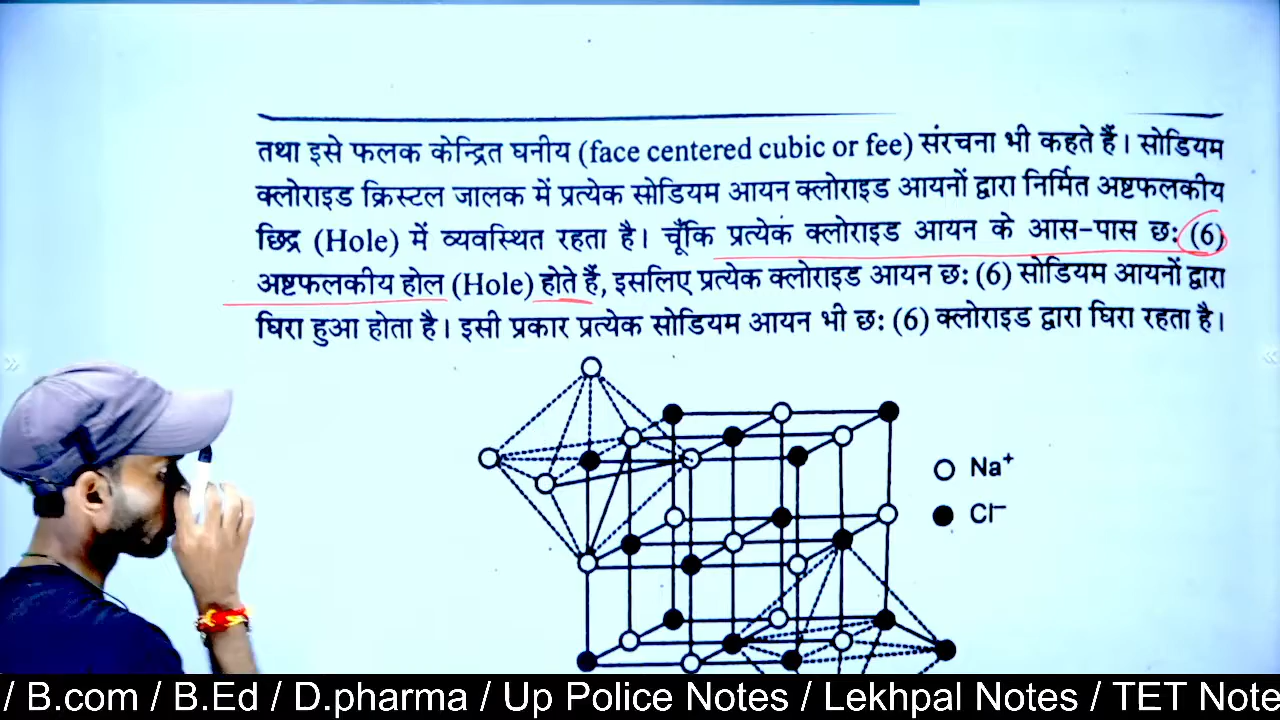 तथा इसे फलक केन्द्रित घनीय (face centered cubic or fee) संरचना भी कहते हैं। सोडियम
क्लोराइड क्रिस्टल जालक में प्रत्येक सोडियम आयन क्लोराइड आयनों द्वारा निर्मित अष्टफलकीय
छिद्र (Hole) में व्यवस्थित रहता है। चूँकि प्रत्येक क्लोराइड आयन के आस-पास छः (6)
अष्टफलकीय होल (Hole) होते हैं, इसलिए प्रत्येक क्लोराइड आयन छः (6) सोडियम आयनों द्वारा
घिरा हुआ होता है। इसी प्रकार प्रत्येक सोडियम आयन भी छः (6) क्लोराइड द्वारा घिरा रहता है।
Na⁺
Cl⁻
/ B.com / B.Ed / D.pharma / Up Police Notes / Lekhpal Notes / TET Note